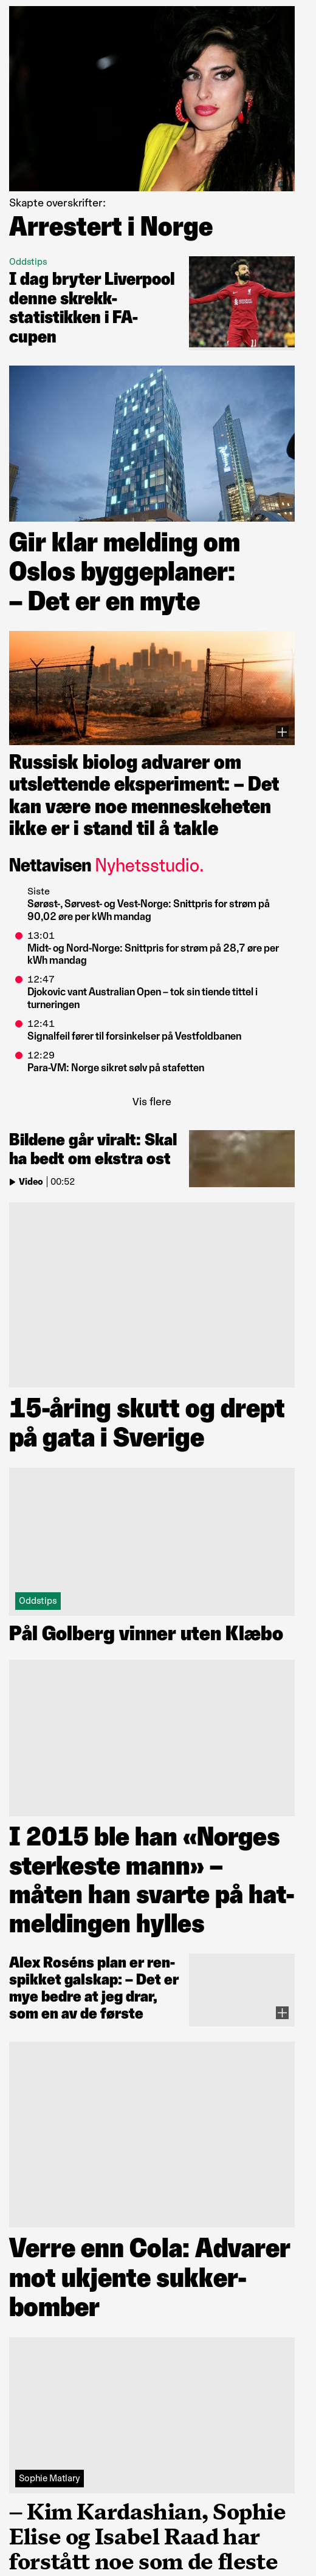 Skapte overskrifter:
Arrestert i Norge
Oddstips
I dag bryter Liverpool
denne skrekk-
statistikken i FA-
cupen
Gir klar melding om
Oslos byggeplaner:
– Det er en myte
Russisk biolog advarer om
utslettende eksperiment: – Det
kan være noe menneskeheten
ikke er i stand til å takle
Nettavisen Nyhetsstudio.
Siste
Sørøst-, Sørvest- og Vest-Norge: Snittpris for strøm på
90,02 øre per kWh mandag
13:01
Midt- og Nord-Norge: Snittpris for strøm på 28,7 øre per
kWh mandag
12:47
Djokovic vant Australian Open – tok sin tiende tittel i
turneringen
12:41
Signalfeil fører til forsinkelser på Vestfoldbanen
12:29
Para-VM: Norge sikret sølv på stafetten
Vis flere
Bildene går viralt: Skal
ha bedt om ekstra ost
Video | 00:52
15-åring skutt og drept
på gata i Sverige
Oddstips
Pål Golberg vinner uten Klæbo
I 2015 ble han «Norges
sterkeste mann» –
måten han svarte på hat-
meldingen hylles
Alex Roséns plan er ren-
spikket galskap: – Det er
mye bedre at jeg drar,
som en av de første
Verre enn Cola: Advarer
mot ukjente sukker-
bomber
Sophie Matlary
– Kim Kardashian, Sophie
Elise og Isabel Raad har
forstått noe som de fleste